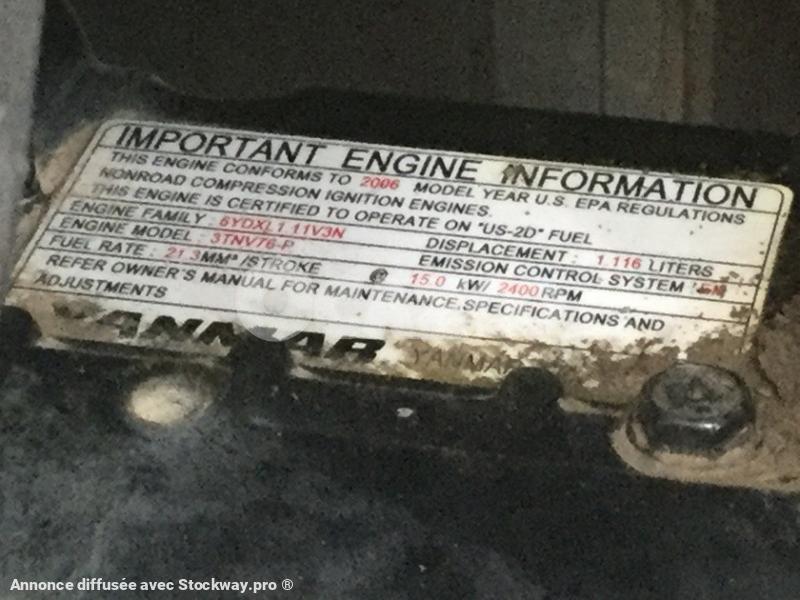 IMPORTANT ENGINE INFORMATION
THIS ENGINE CONFORMS TO 2006 MODEL YEAR U.S. EPA REGULATIONS
NONROAD COMPRESSION IGNITION ENGINES.
THIS ENGINE IS CERTIFIED TO OPERATE ON "US-2D" FUEL
ENGINE FAMILY : 6YDXL1.11V3N DISPLACEMENT : 1.116 LITERS
ENGINE MODEL : 3TNV76-P EMISSION CONTROL SYSTEM : EM
FUEL RATE : 21.3MM³/STROKE @ 15.0 kW/ 2400 RPM
REFER OWNER'S MANUAL FOR MAINTENANCE,SPECIFICATIONS AND
ADJUSTMENTS
YANMAR YANMAR
Annonce diffusée avec Stockway.pro ®